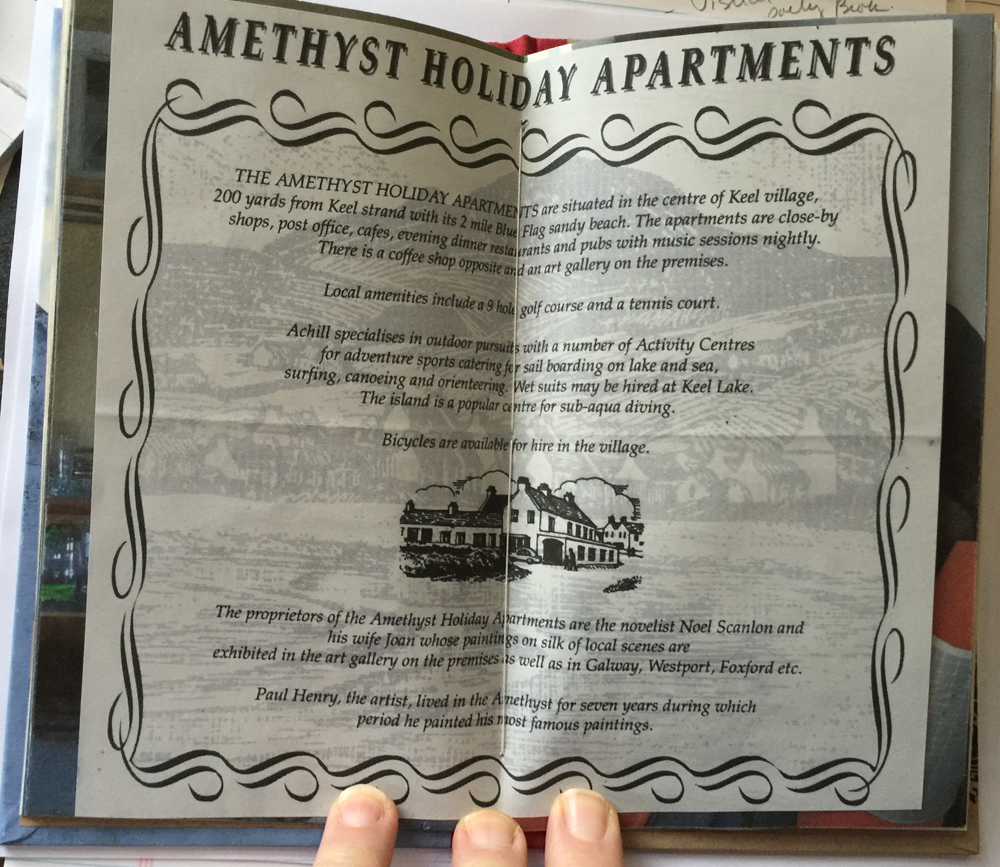 Visual
Society Book
AMETHYST HOLIDAY APARTMENTS
THE AMETHYST HOLIDAY APARTMENTS are situated in the centre of Keel village,
200 yards from Keel strand with its 2 mile Blue Flag sandy beach. The apartments are close-by
shops, post office, cafes, evening dinner restaurants and pubs with music sessions nightly.
There is a coffee shop opposite and an art gallery on the premises.
Local amenities include a 9 hole golf course and a tennis court.
Achill specialises in outdoor pursuits with a number of Activity Centres
for adventure sports catering for sail boarding on lake and sea,
surfing, canoeing and orienteering. Wet suits may be hired at Keel Lake.
The island is a popular centre for sub-aqua diving.
Bicycles are available for hire in the village.
The proprietors of the Amethyst Holiday Apartments are the novelist Noel Scanlon and
his wife Joan whose paintings on silk of local scenes are
exhibited in the art gallery on the premises as well as in Galway, Westport, Foxford etc.
Paul Henry, the artist, lived in the Amethyst for seven years during which
period he painted his most famous paintings.